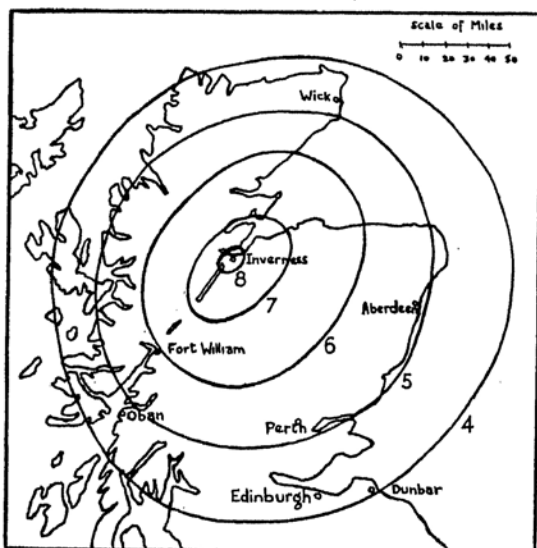 Scale of Miles
0 10 20 30 40 50
Wick
Inverness
8
7
Aberdeen
Fort William
6
5
4
Oban
Perth
Edinburgh
Dunbar